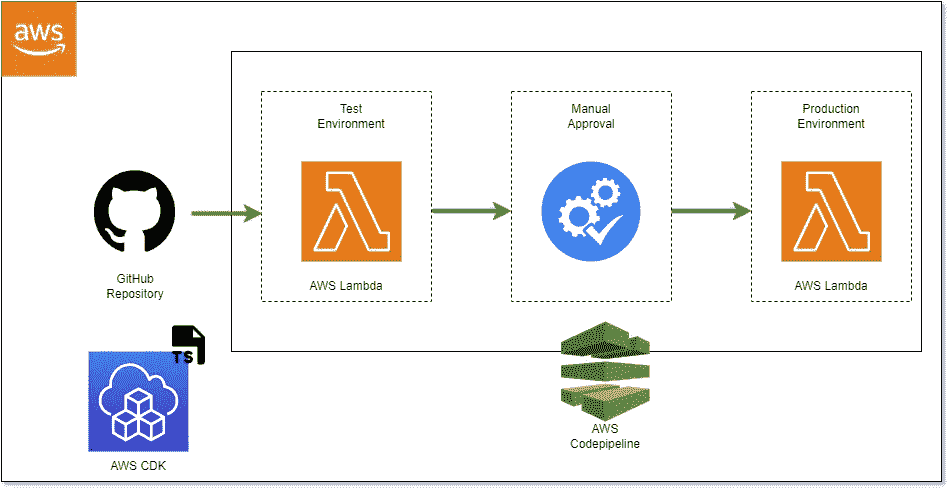 aws
Test
Environment
Manual
Approval
Production
Environment
AWS Lambda
AWS Lambda
GitHub
Repository
TS
AWS CDK
AWS
Codepipeline